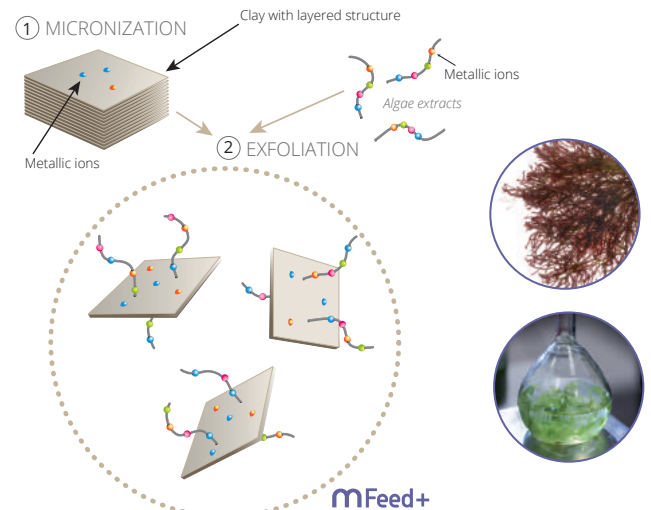 1 MICRONIZATION
Clay with layered structure
Metallic ions
Algae extracts
Metallic ions
2 EXFOLIATION
mFeed+